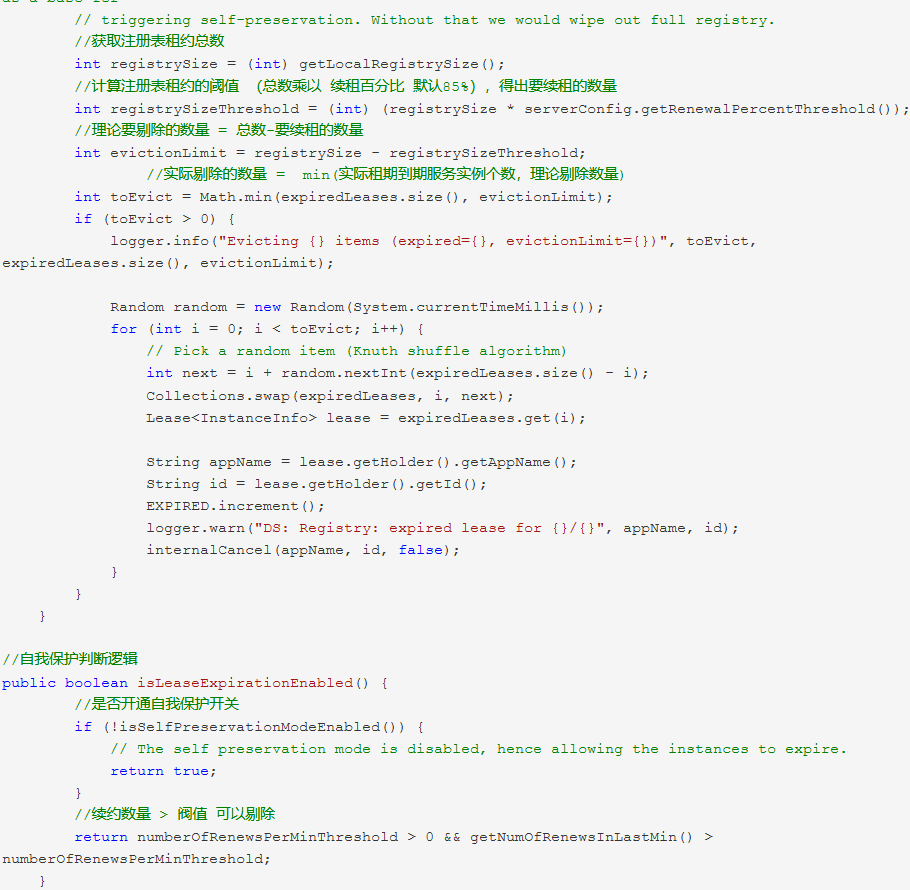 // triggering self-preservation. Without that we would wipe out full registry.
//获取注册表租约总数
int registrySize = (int) getLocalRegistrySize();
//计算注册表租约的阈值 (总数乘以 续租百分比 默认85%) , 得出要续租的数量
int registrySizeThreshold = (int) (registrySize * serverConfig.getRenewalPercentThreshold());
//理论要剔除的数量 = 总数-要续租的数量
int evictionLimit = registrySize - registrySizeThreshold;
//实际剔除的数量 = min(实际租期到期服务实例个数, 理论剔除数量)
int toEvict = Math.min(expiredLeases.size(), evictionLimit);
if (toEvict > 0) {
logger.info("Evicting {} items (expired={}, evictionLimit={})", toEvict,
expiredLeases.size(), evictionLimit);
Random random = new Random(System.currentTimeMillis());
for (int i = 0; i < toEvict; i++) {
// Pick a random item (Knuth shuffle algorithm)
int next = i + random.nextInt(expiredLeases.size() - i);
Collections.swap(expiredLeases, i, next);
Lease<InstanceInfo> lease = expiredLeases.get(i);
String appName = lease.getHolder().getAppName();
String id = lease.getHolder().getId();
EXPIRED.increment();
logger.warn("DS: Registry: expired lease for {}/{}", appName, id);
internalCancel(appName, id, false);
}
}
}
//自我保护判断逻辑
public boolean isLeaseExpirationEnabled() {
//是否开通自我保护开关
if (!isSelfPreservationModeEnabled()) {
// The self preservation mode is disabled, hence allowing the instances to expire.
return true;
}
//续约数量 > 阀值 可以剔除
return numberOfRenewsPerMinThreshold > 0 && getNumOfRenewsInLastMin() >
numberOfRenewsPerMinThreshold;
}